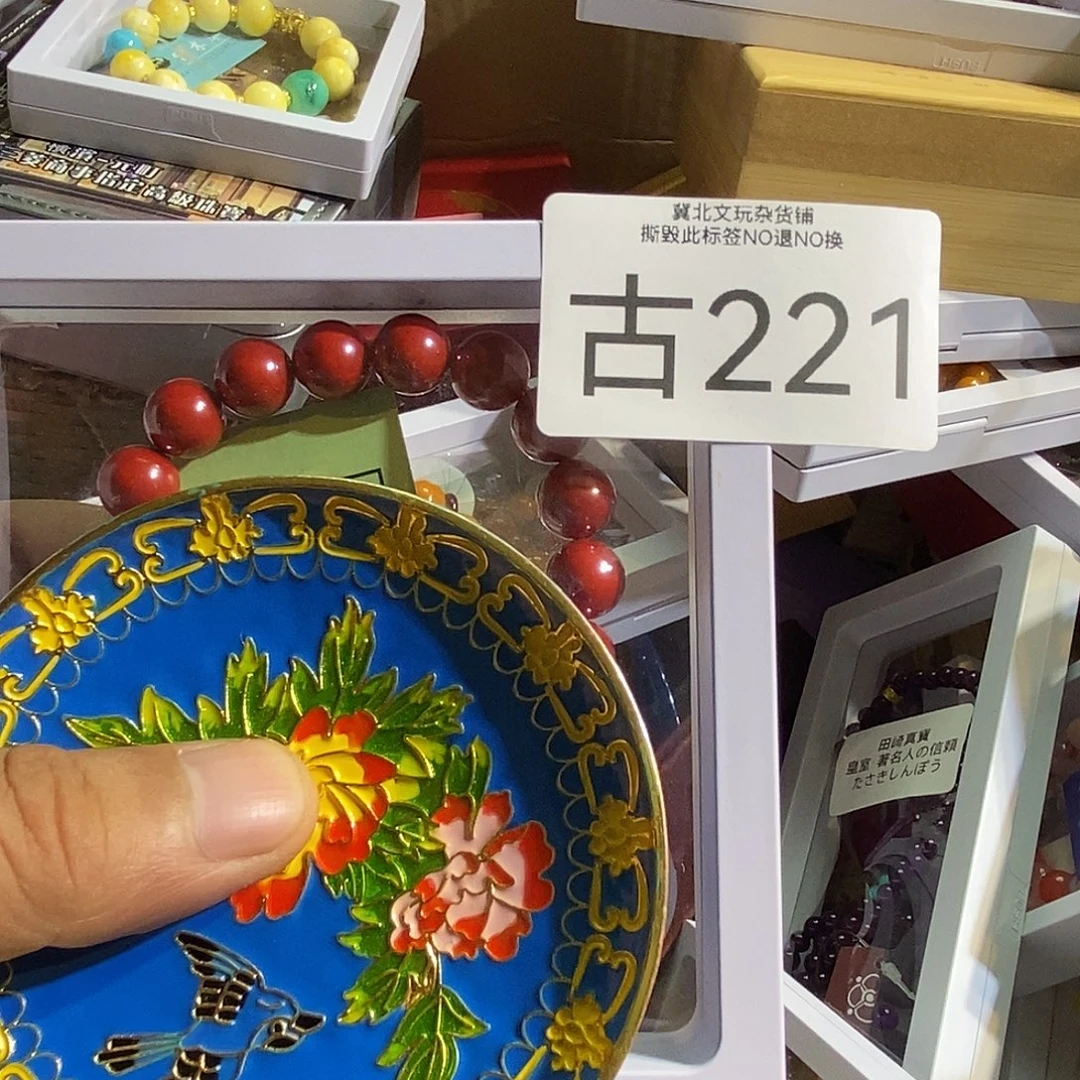 冀北文玩杂货铺
撕毁此标签NO退NO换
古221
田崎真寶
皇室 著名人の信頼
たさきしんぼう